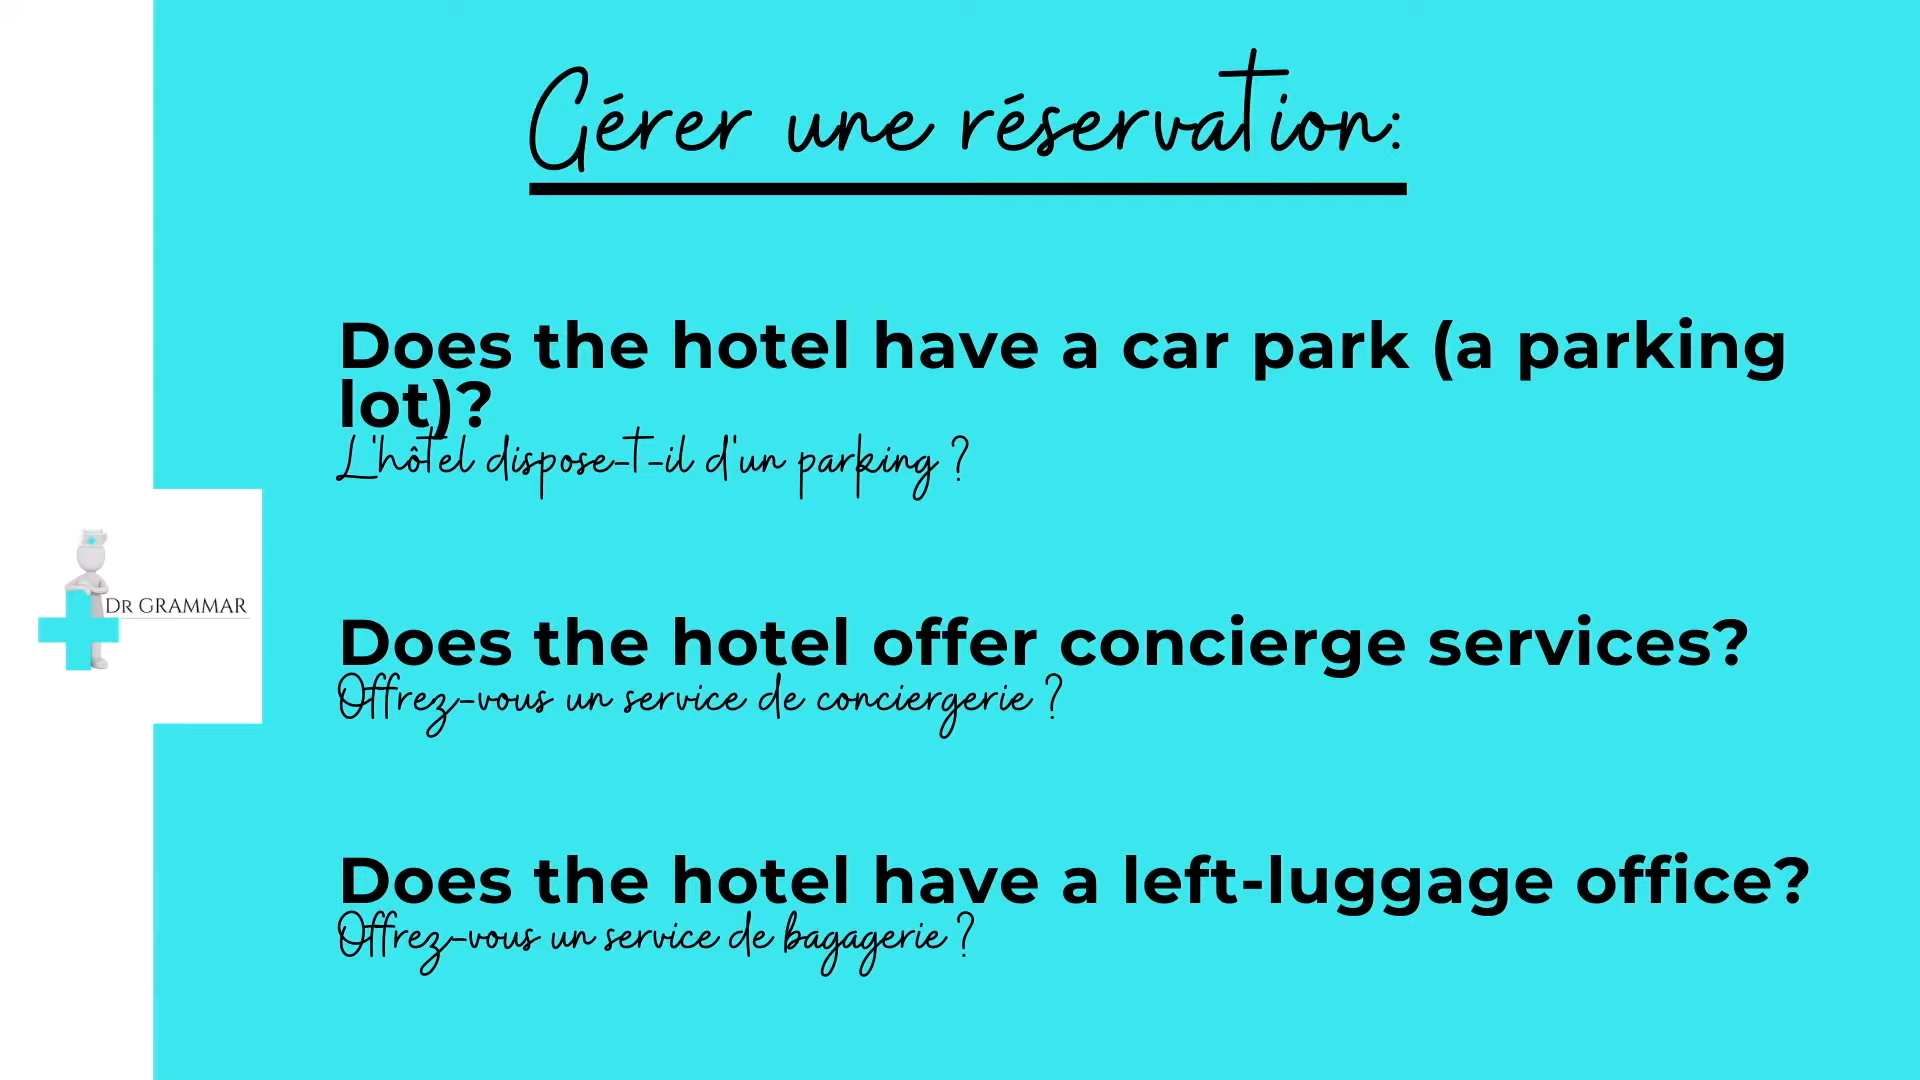 Gérer une réservation:
Does the hotel have a car park (a parking
lot)?
L'hôtel dispose-t-il d'un parking ?
DR GRAMMAR
Does the hotel offer concierge services?
Offrez-vous un service de conciergerie ?
Does the hotel have a left-luggage office?
Offrez-vous un service de bagagerie ?